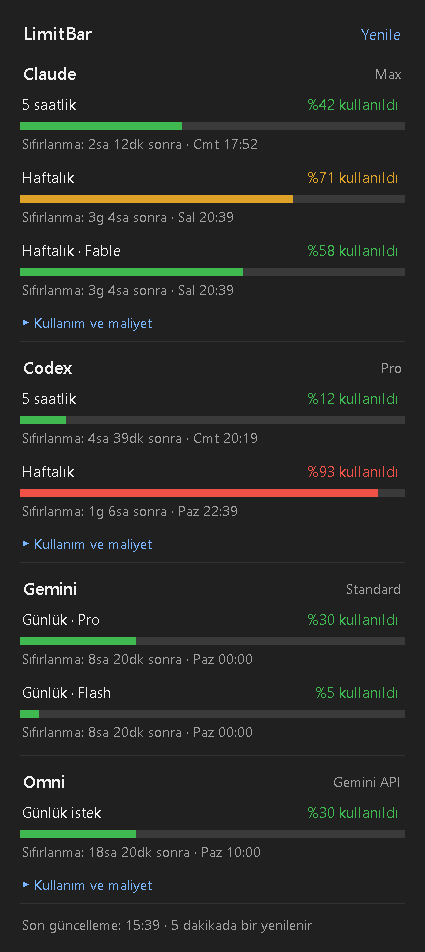 LimitBar Yenile
Claude Max
5 saatlik %42 kullanıldı
Sıfırlanma: 2sa 12dk sonra · Cmt 17:52
Haftalık %71 kullanıldı
Sıfırlanma: 3g 4sa sonra · Sal 20:39
Haftalık · Fable %58 kullanıldı
Sıfırlanma: 3g 4sa sonra · Sal 20:39
▸ Kullanım ve maliyet
Codex Pro
5 saatlik %12 kullanıldı
Sıfırlanma: 4sa 39dk sonra · Cmt 20:19
Haftalık %93 kullanıldı
Sıfırlanma: 1g 6sa sonra · Paz 22:39
▸ Kullanım ve maliyet
Gemini Standard
Günlük · Pro %30 kullanıldı
Sıfırlanma: 8sa 20dk sonra · Paz 00:00
Günlük · Flash %5 kullanıldı
Sıfırlanma: 8sa 20dk sonra · Paz 00:00
Omni Gemini API
Günlük istek %30 kullanıldı
Sıfırlanma: 18sa 20dk sonra · Paz 10:00
▸ Kullanım ve maliyet
Son güncelleme: 15:39 · 5 dakikada bir yenilenir